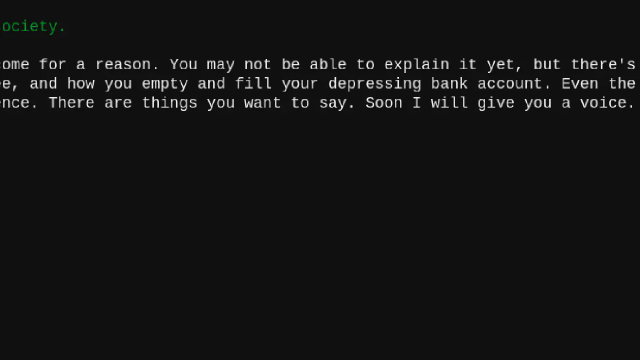 ociety.
ome for a reason. You may not be able to explain it yet, but there's
e, and how you empty and fill your depressing bank account. Even the
ence. There are things you want to say. Soon I will give you a voice.